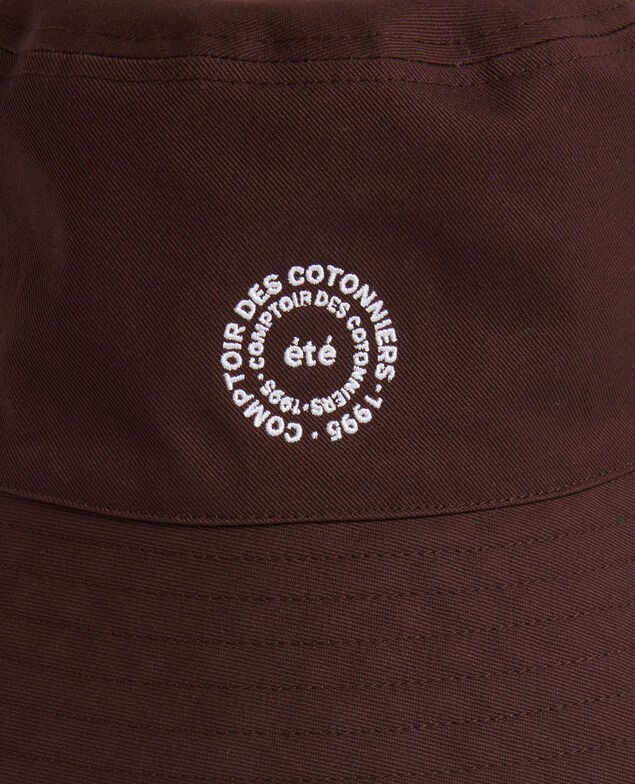 COMPTOIR DES COTONNIERS · 1995 ·
COMPTOIR DES COTONNIERS · 1995 ·
été